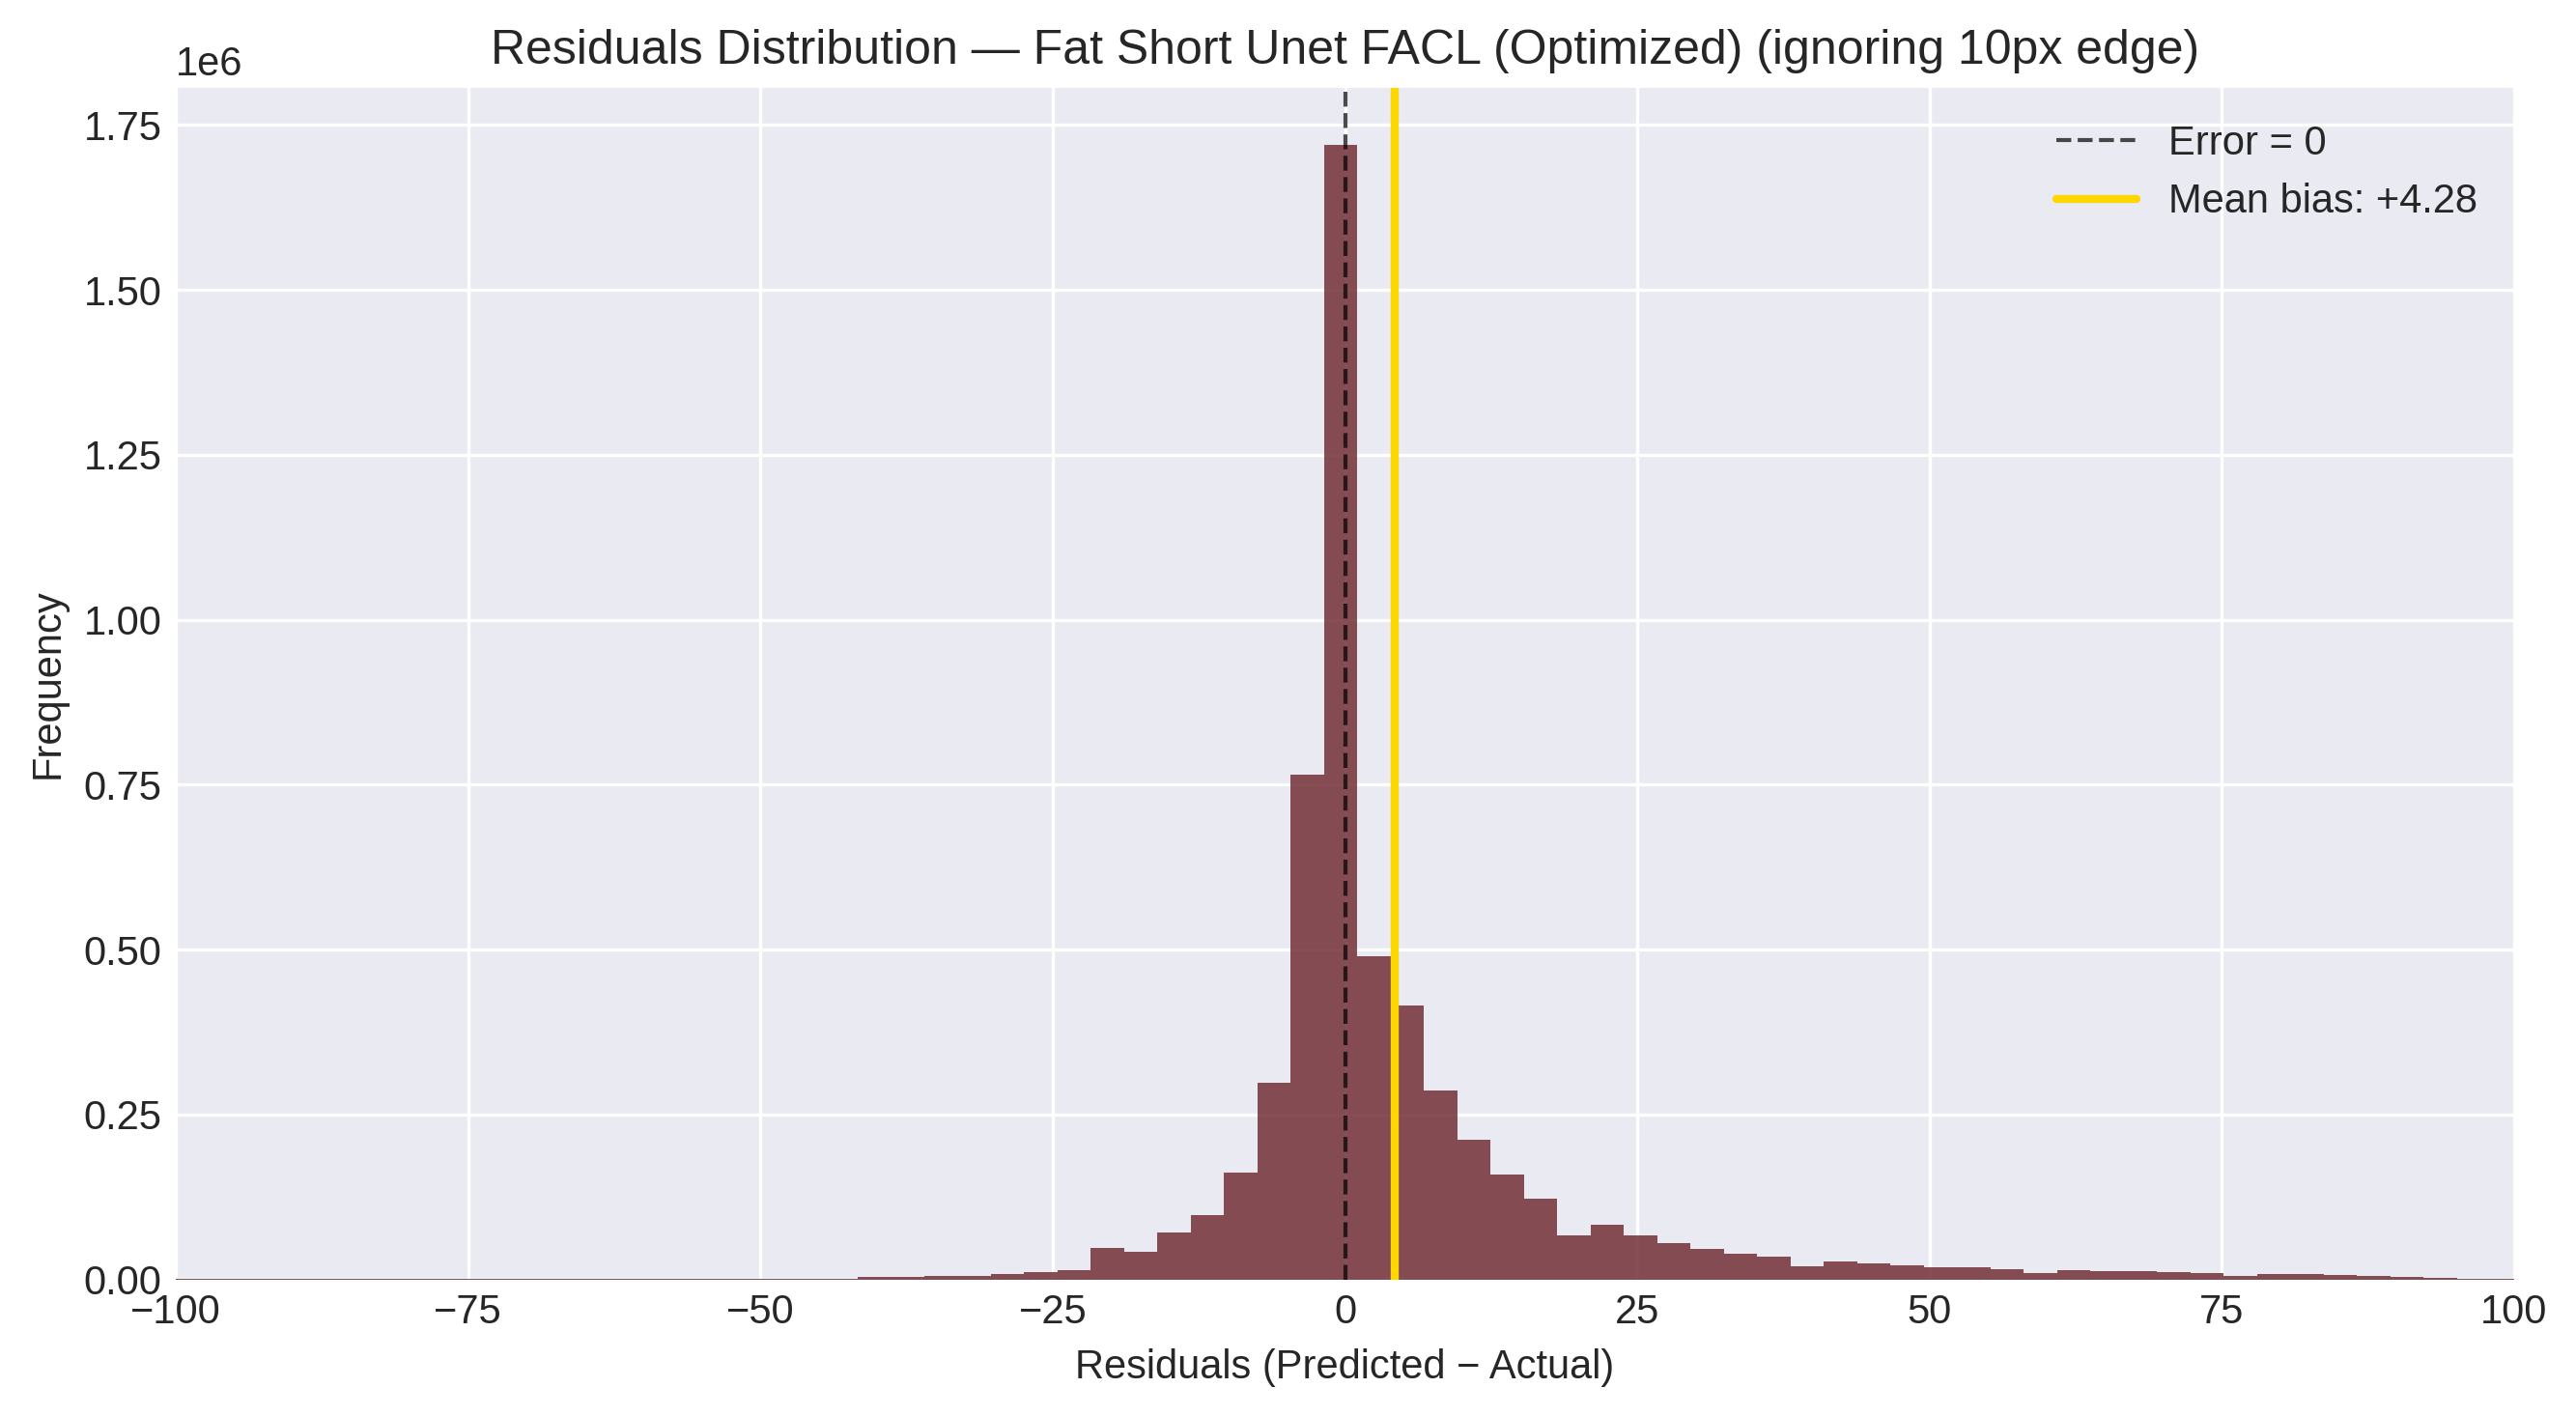 Residuals Distribution — Fat Short Unet FACL (Optimized) (ignoring 10px edge)
1e6
1.75
1.50
1.25
1.00
0.75
0.50
0.25
0.00
Frequency
Error = 0
Mean bias: +4.28
−100
−75
−50
−25
0
25
50
75
100
Residuals (Predicted − Actual)